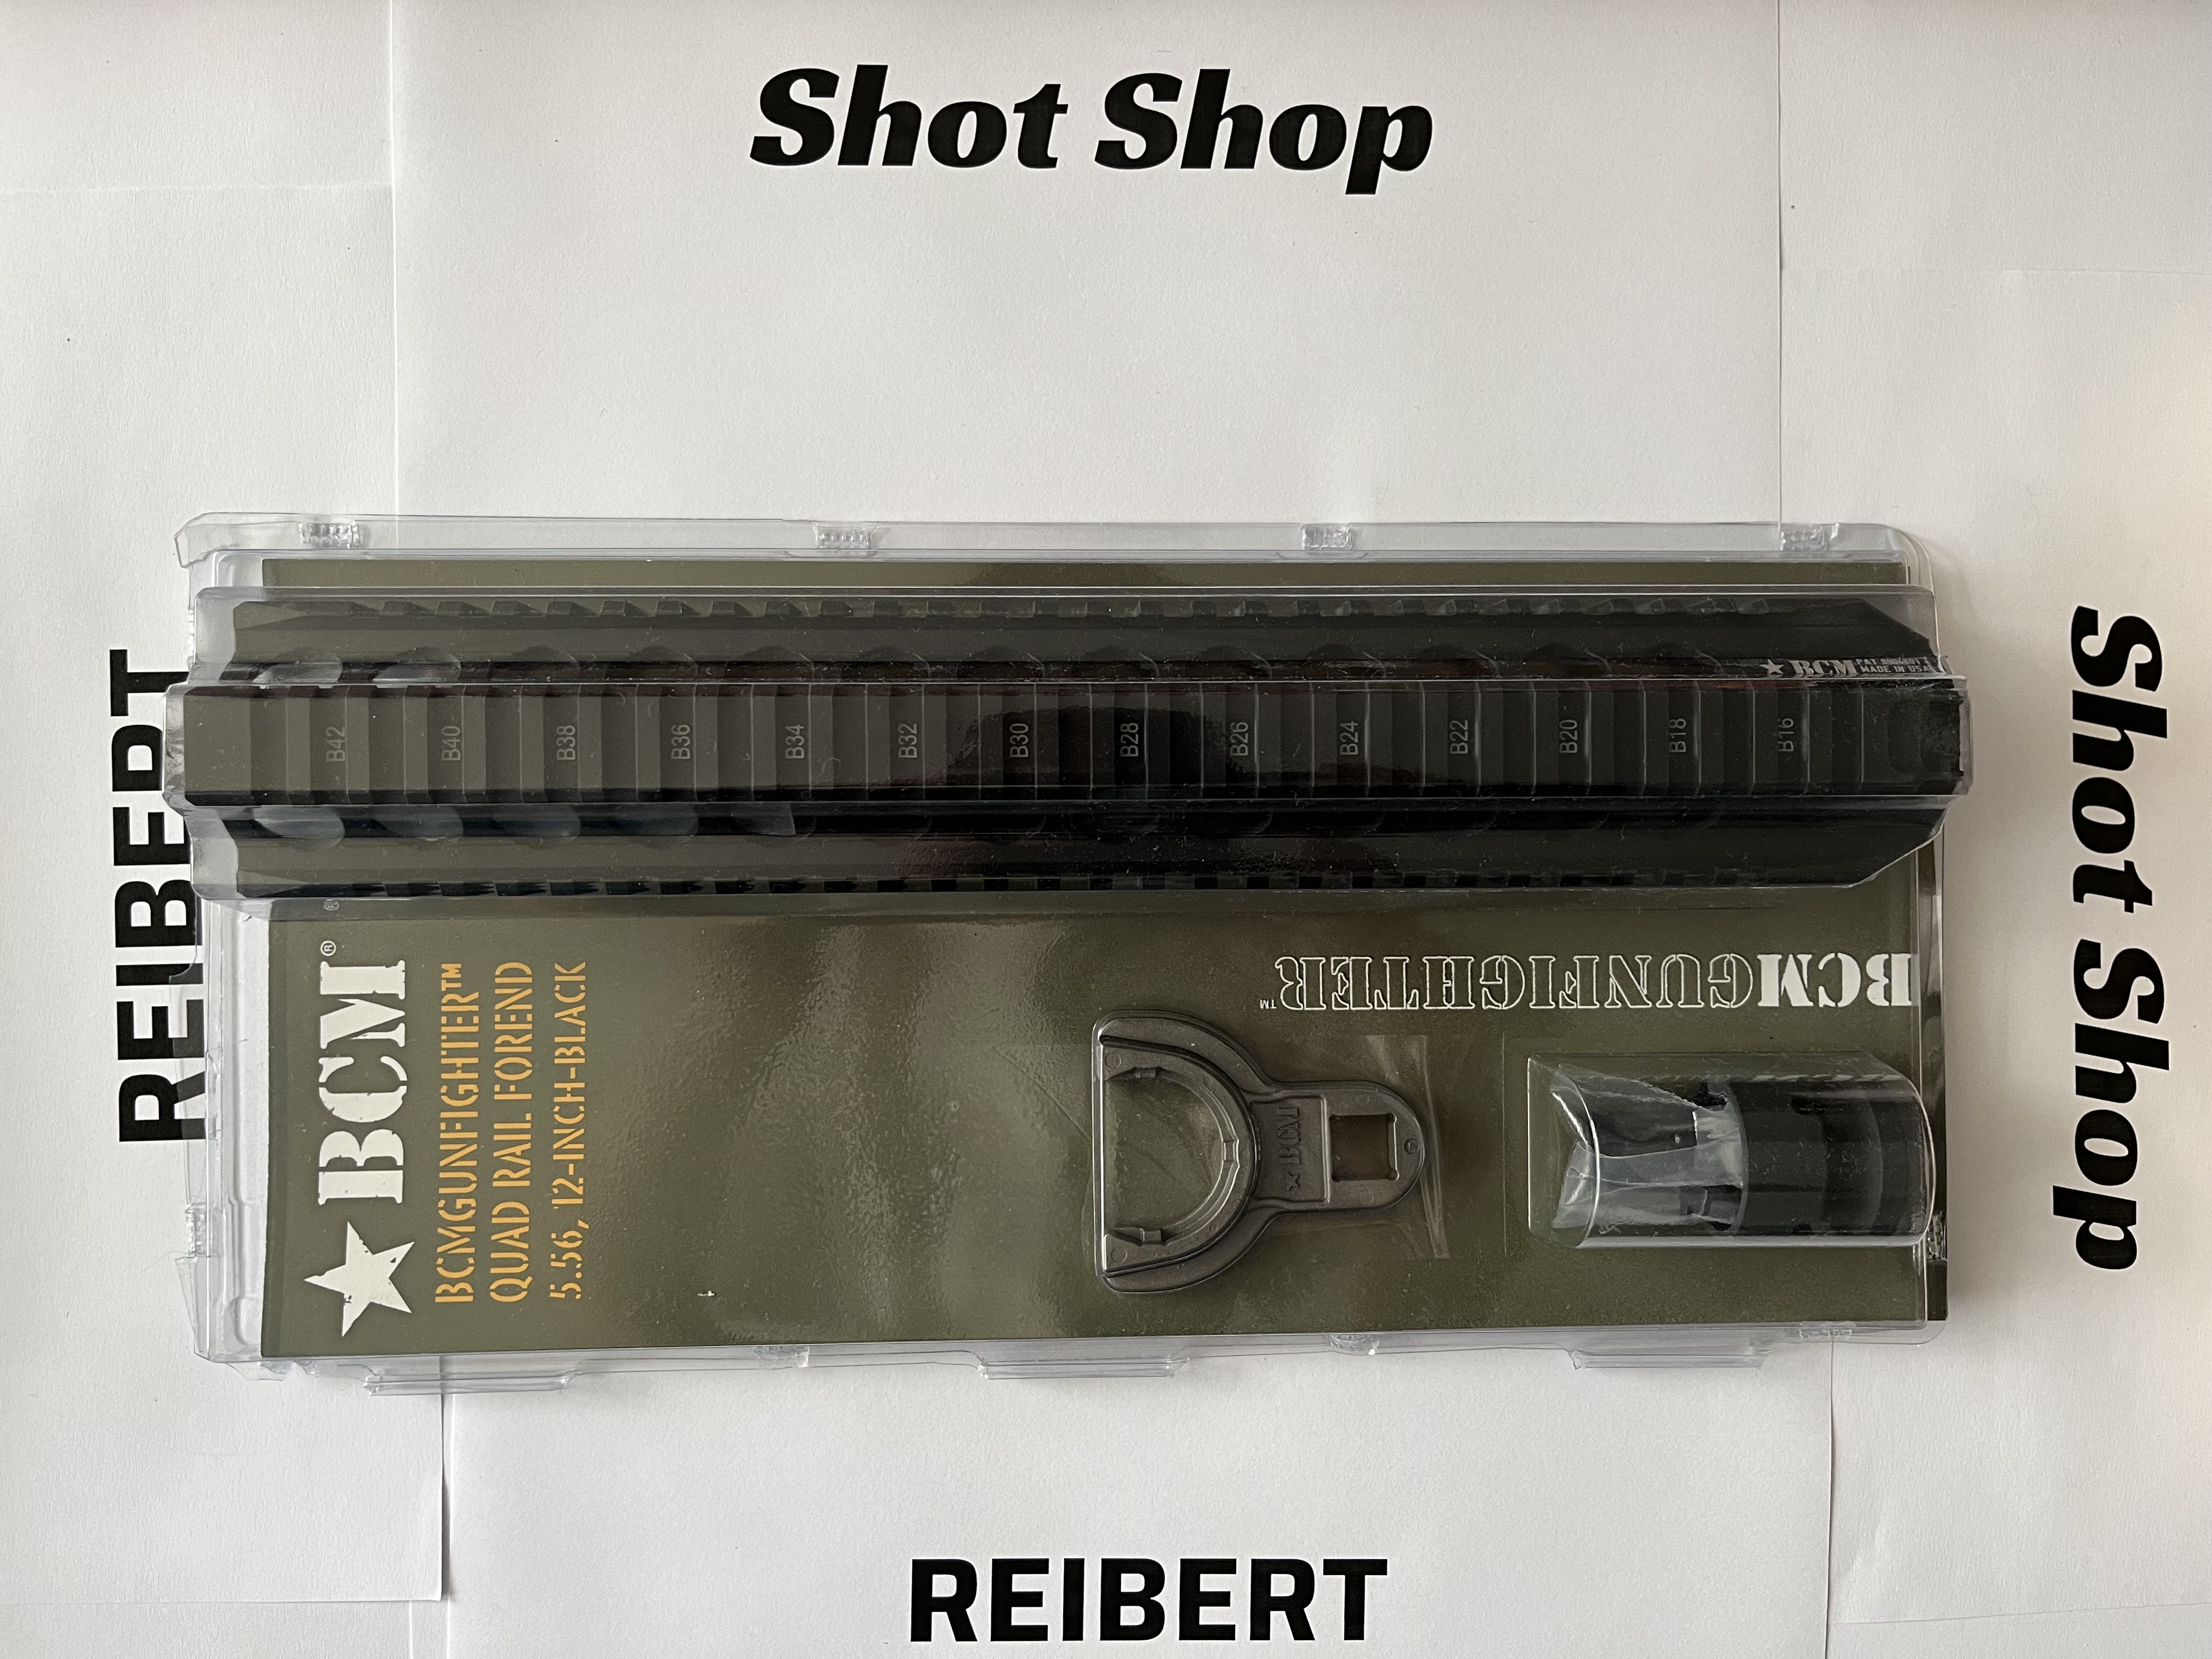 Shot Shop
REIBERT
BCM
MADE IN USA
B42 B40 B38 B36 B34 B32 B30 B28 B26 B24 B22 B20 B18 B16
BCM®
BCMGUNFIGHTER™
QUAD RAIL FOREND
5.56, 12-INCH-BLACK
BCMGUNFIGHTER™
BCM
Shot Shop
REIBERT